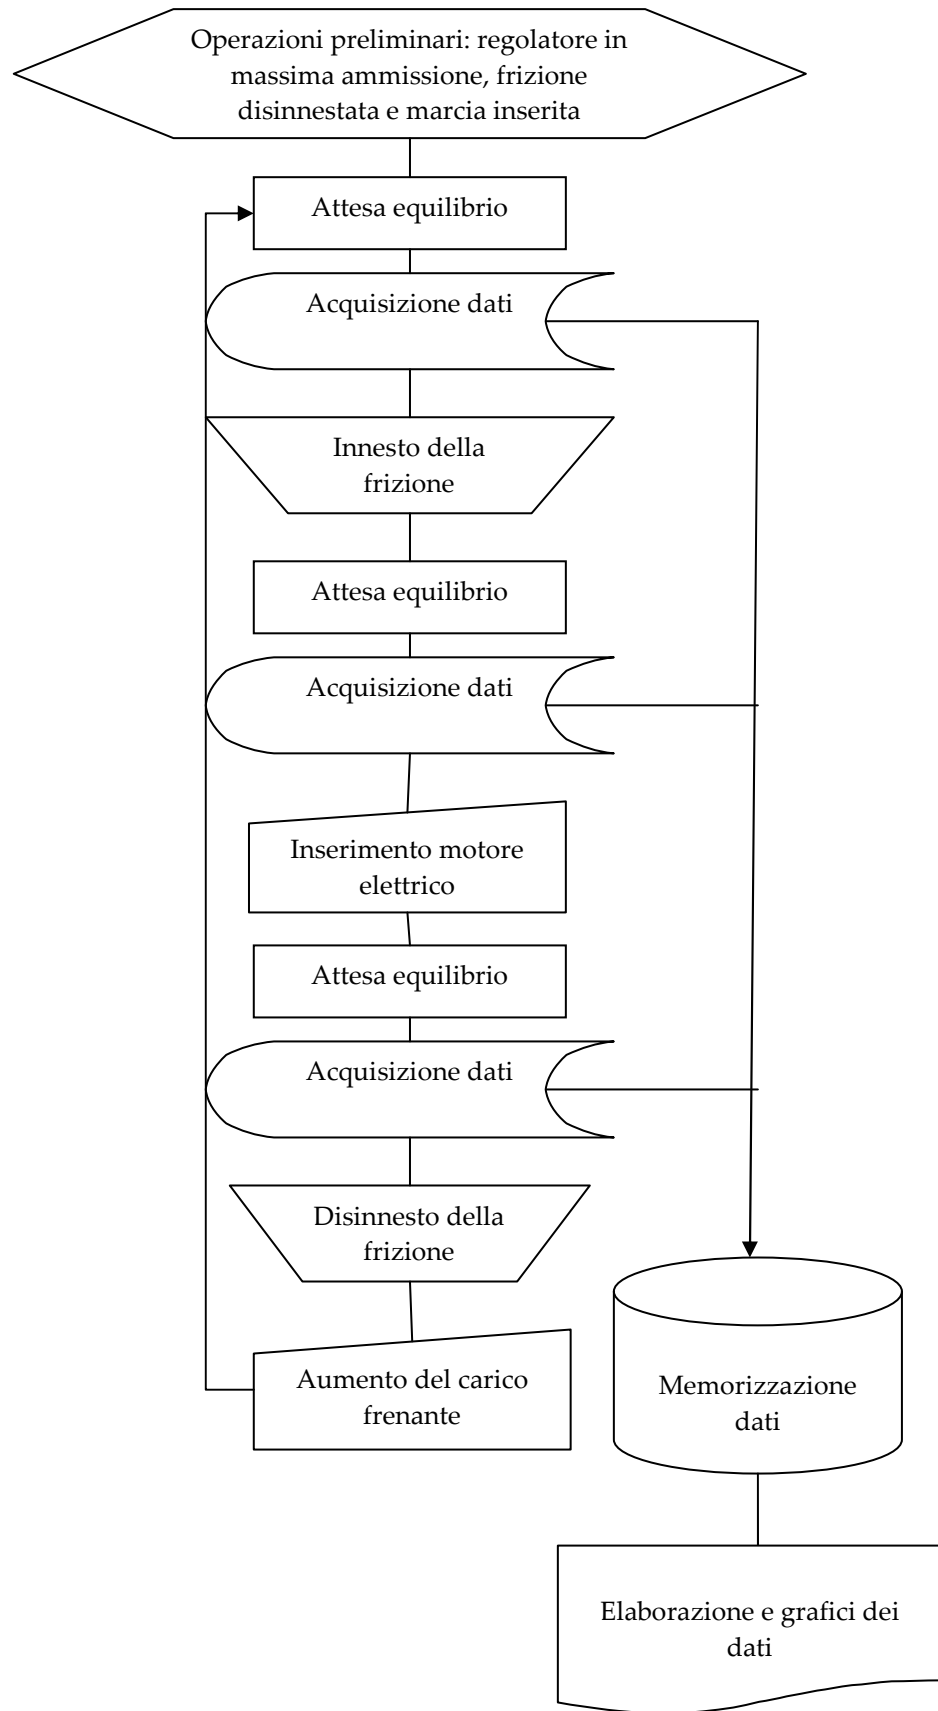 Operazioni preliminari: regolatore in
massima ammissione, frizione
disinnestata e marcia inserita
Attesa equilibrio
Acquisizione dati
Innesto della
frizione
Attesa equilibrio
Acquisizione dati
Inserimento motore
elettrico
Attesa equilibrio
Acquisizione dati
Disinnesto della
frizione
Aumento del carico
frenante
Memorizzazione
dati
Elaborazione e grafici dei
dati